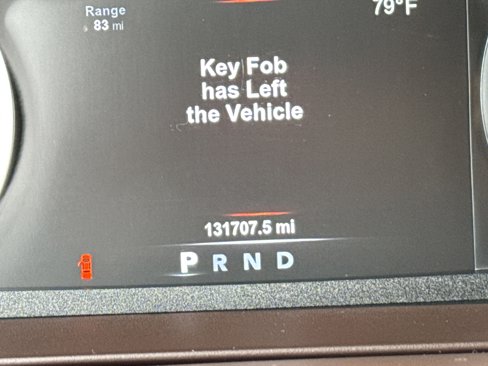 Range
83 mi
79°F
Key Fob
has Left
the Vehicle
131707.5 mi
P R N D